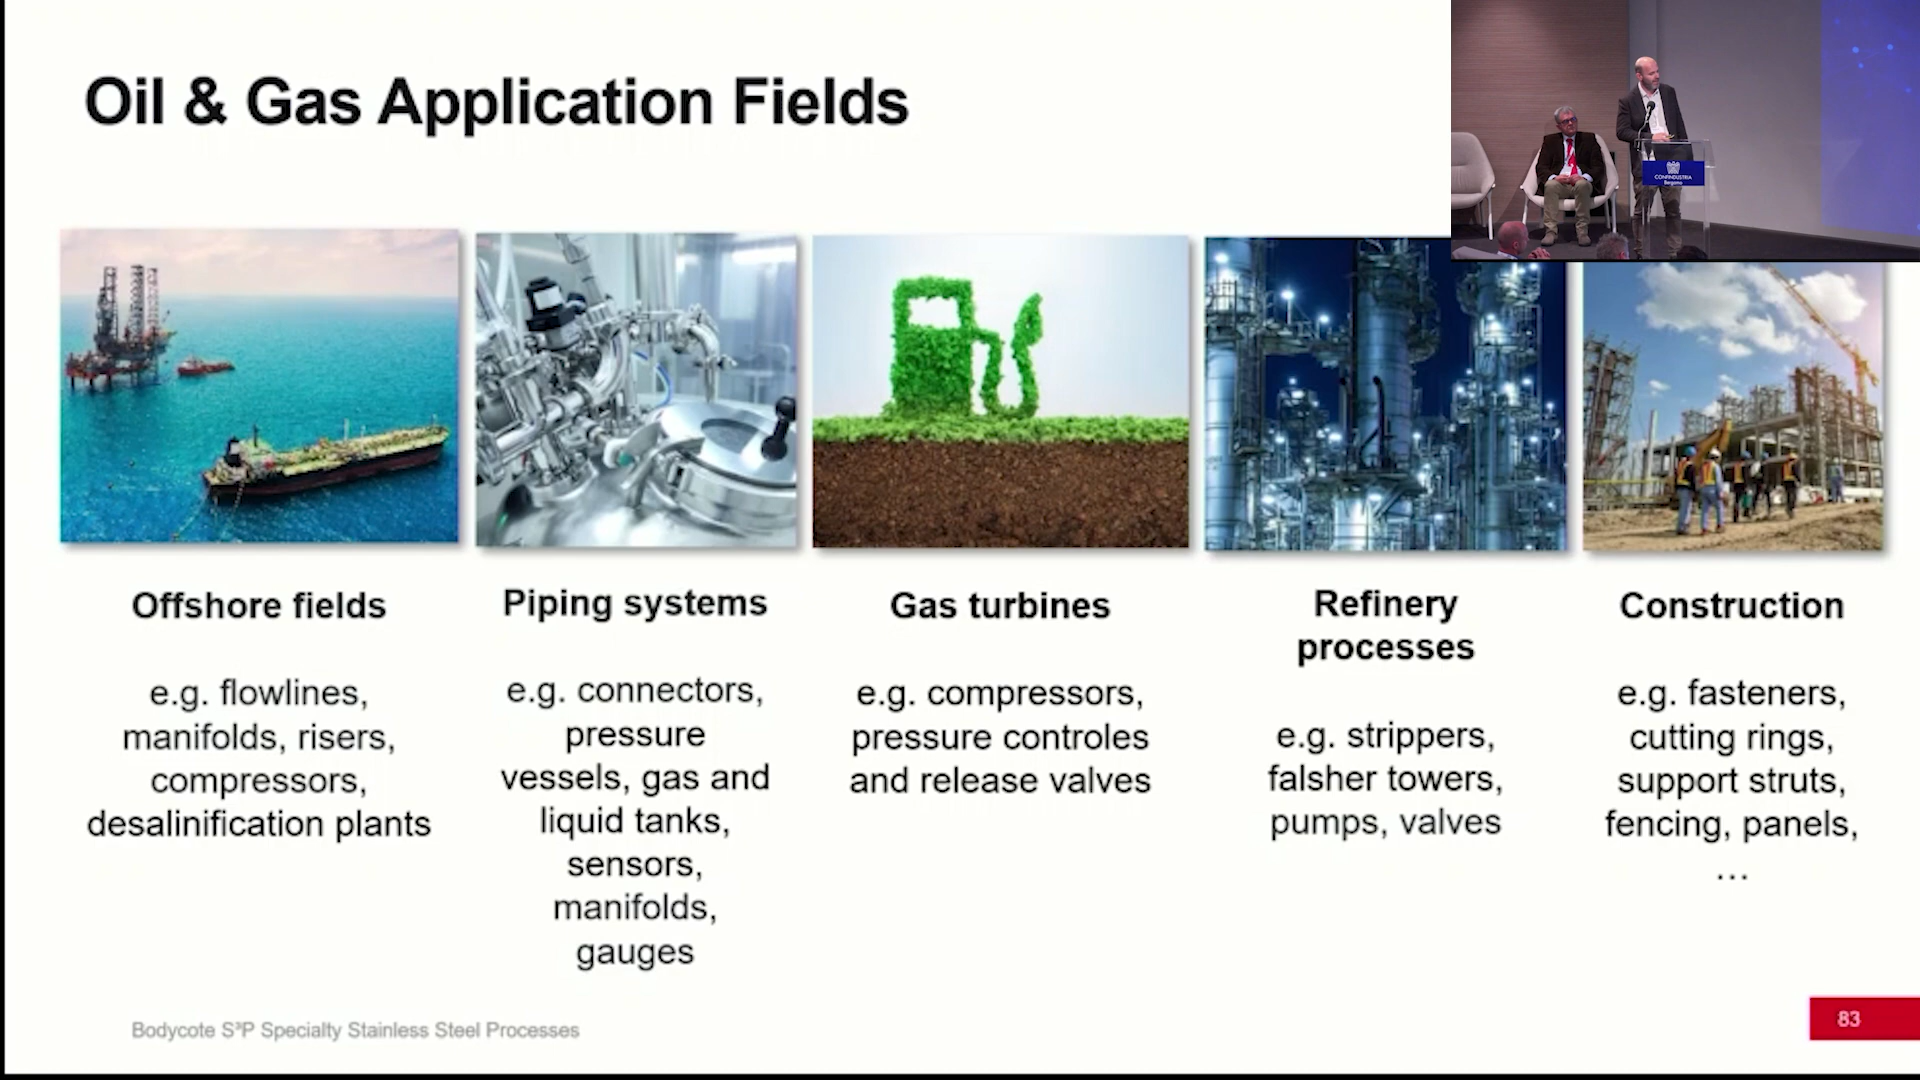 Oil & Gas Application Fields
CONFINDUSTRIA
Bergamo
Offshore fields
e.g. flowlines,
manifolds, risers,
compressors,
desalinification plants
Piping systems
e.g. connectors,
pressure
vessels, gas and
liquid tanks,
sensors,
manifolds,
gauges
Gas turbines
e.g. compressors,
pressure controles
and release valves
Refinery
processes
e.g. strippers,
falsher towers,
pumps, valves
Construction
e.g. fasteners,
cutting rings,
support struts,
fencing, panels,
…
Bodycote S³P Specialty Stainless Steel Processes
83